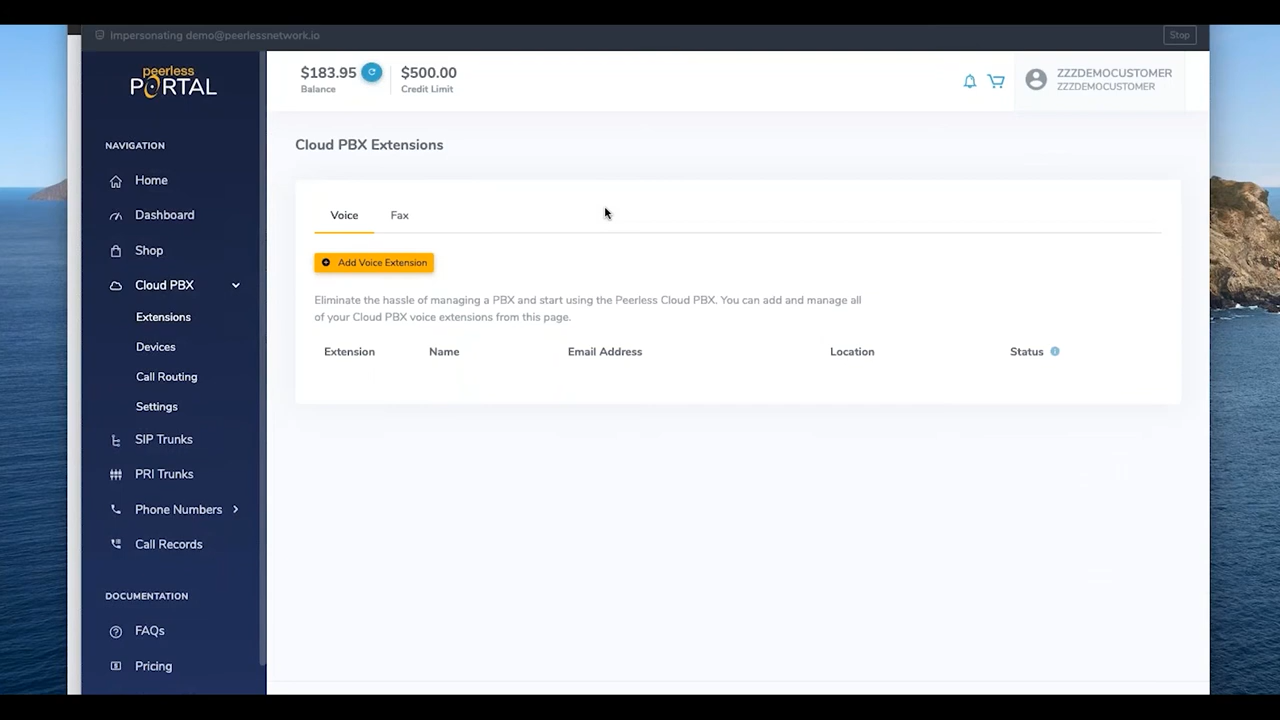 Impersonating demo@peerlessnetwork.io
Stop
peerless
PORTAL
$183.95
Balance
$500.00
Credit Limit
ZZZDEMOCUSTOMER
ZZZDEMOCUSTOMER
NAVIGATION
Home
Dashboard
Shop
Cloud PBX
Extensions
Devices
Call Routing
Settings
SIP Trunks
PRI Trunks
Phone Numbers
Call Records
DOCUMENTATION
FAQs
Pricing
Cloud PBX Extensions
Voice Fax
Add Voice Extension
Eliminate the hassle of managing a PBX and start using the Peerless Cloud PBX. You can add and manage all
of your Cloud PBX voice extensions from this page.
Extension Name Email Address Location Status